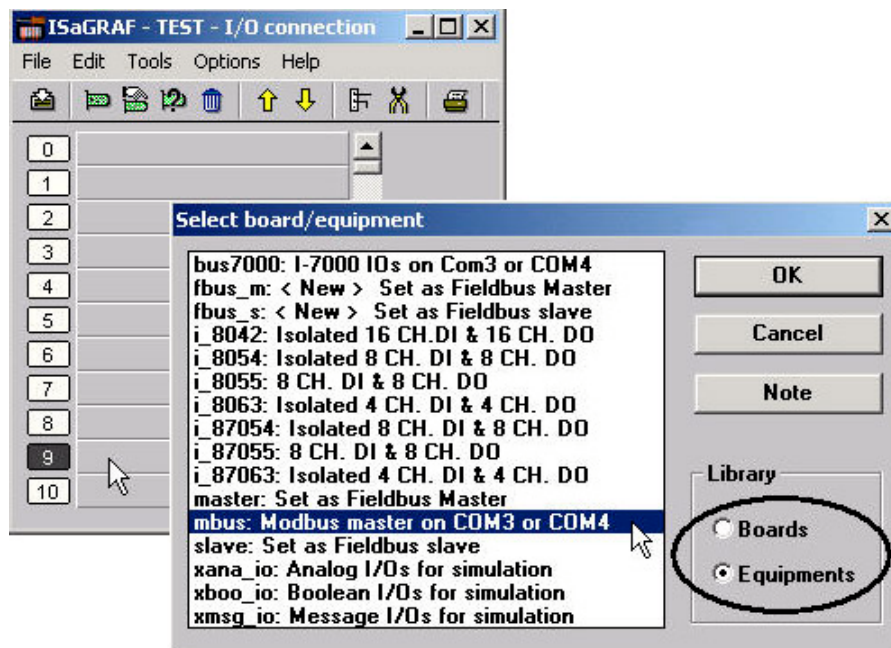 ISaGRAF - TEST - I/O connection
File Edit Tools Options Help
0
1
2
3
4
5
6
7
8
9
10
Select board/equipment
bus7000: I-7000 IOs on Com3 or COM4
fbus_m: < New > Set as Fieldbus Master
fbus_s: < New > Set as Fieldbus slave
i_8042: Isolated 16 CH.DI & 16 CH. DO
i_8054: Isolated 8 CH. DI & 8 CH. DO
i_8055: 8 CH. DI & 8 CH. DO
i_8063: Isolated 4 CH. DI & 4 CH. DO
i_87054: Isolated 8 CH. DI & 8 CH. DO
i_87055: 8 CH. DI & 8 CH. DO
i_87063: Isolated 4 CH. DI & 4 CH. DO
master: Set as Fieldbus Master
mbus: Modbus master on COM3 or COM4
slave: Set as Fieldbus slave
xana_io: Analog I/Os for simulation
xboo_io: Boolean I/Os for simulation
xmsg_io: Message I/Os for simulation
OK
Cancel
Note
Library
Boards
Equipments